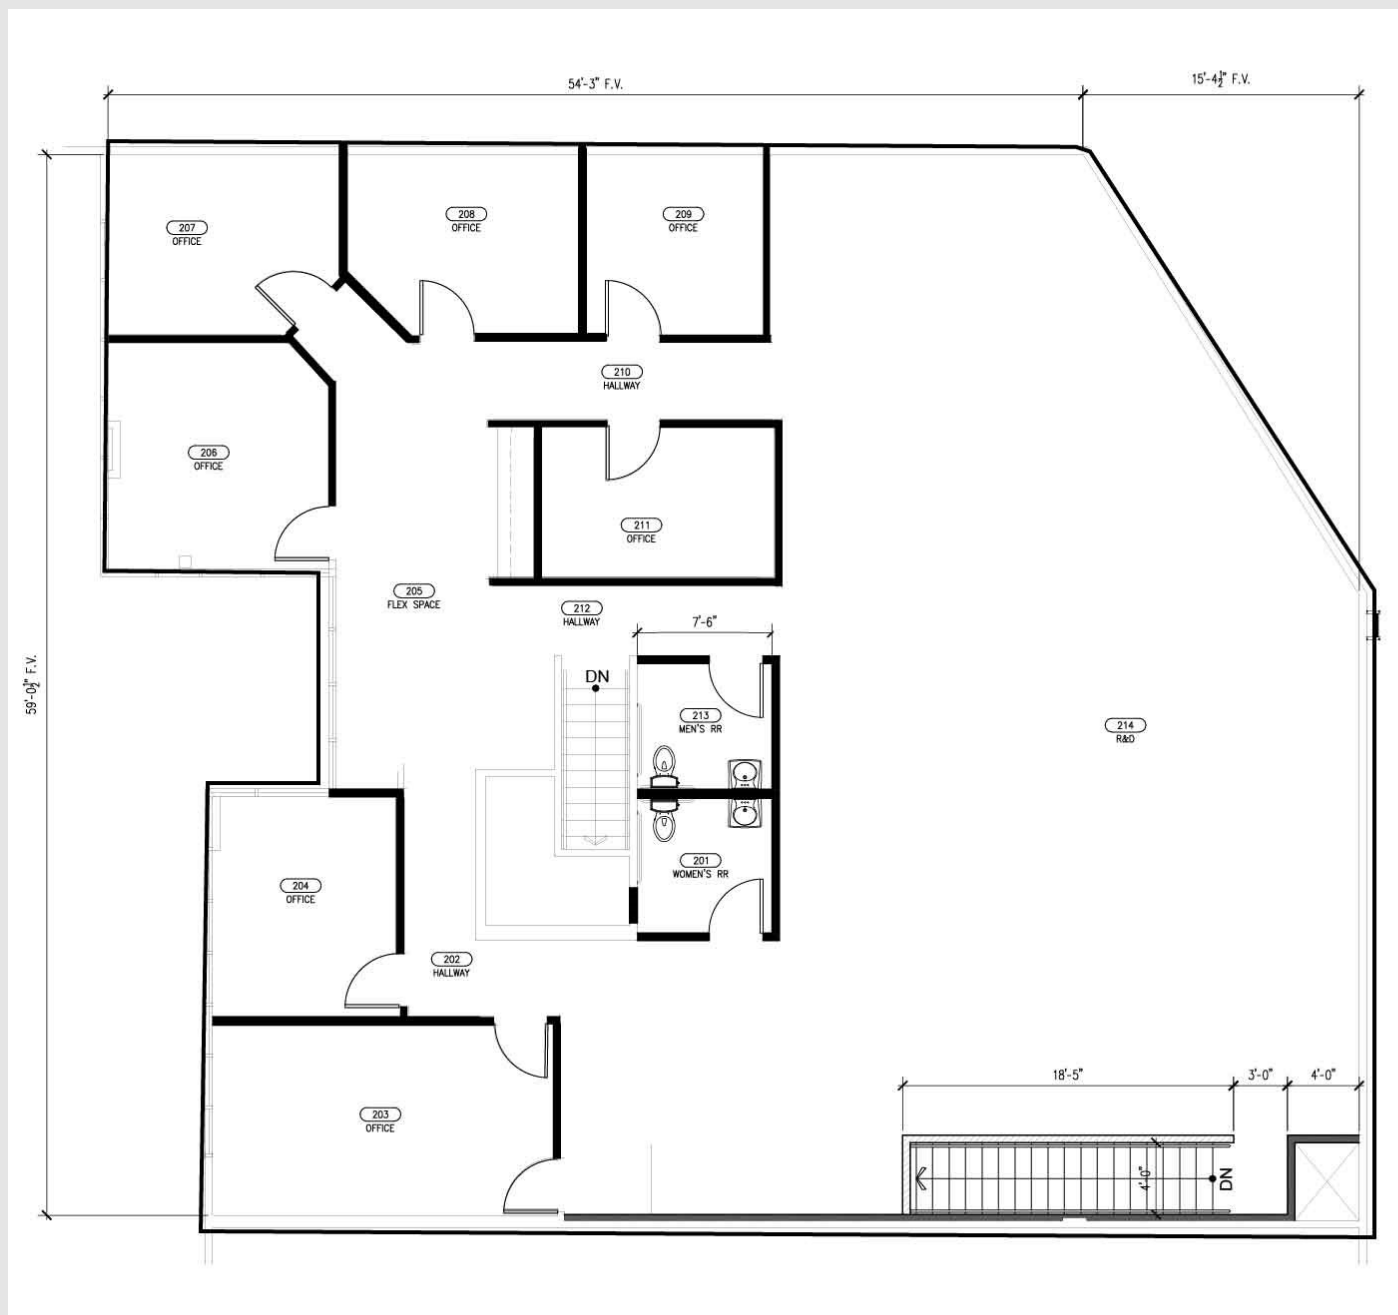 54'-3" F.V.
15'-4½" F.V.
207
OFFICE
208
OFFICE
209
OFFICE
210
HALLWAY
206
OFFICE
211
OFFICE
205
FLEX SPACE
212
HALLWAY
7'-6"
59'-0½" F.V.
DN
213
MEN'S RR
214
R&D
201
WOMEN'S RR
204
OFFICE
202
HALLWAY
18'-5"
3'-0"
4'-0"
203
OFFICE
4'-0"
DN